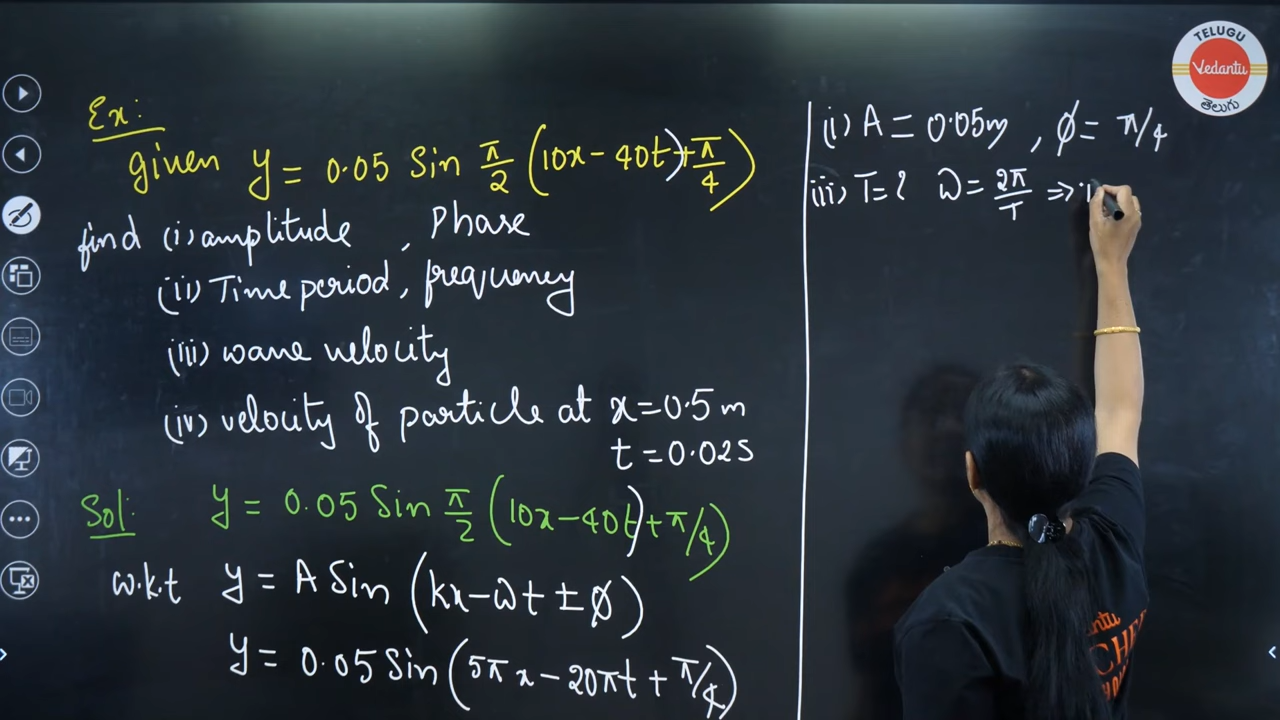 TELUGU
Vedantu
తెలుగు
Ex:
given y = 0.05 Sin π/2 (10x - 40t) + π/4)
find (i) amplitude, Phase
(ii) Time period, frequency
(iii) wave velocity
(iv) velocity of particle at x = 0.5 m
t = 0.02S
Sol: y = 0.05 Sin π/2 (10x - 40t) + π/4)
w.k.t y = A Sin (kx - ωt ± ϕ)
y = 0.05 Sin (5πx - 20πt + π/4)
(i) A = 0.05m, ϕ = π/4
iii) T = ? ω = 2π/T ⇒